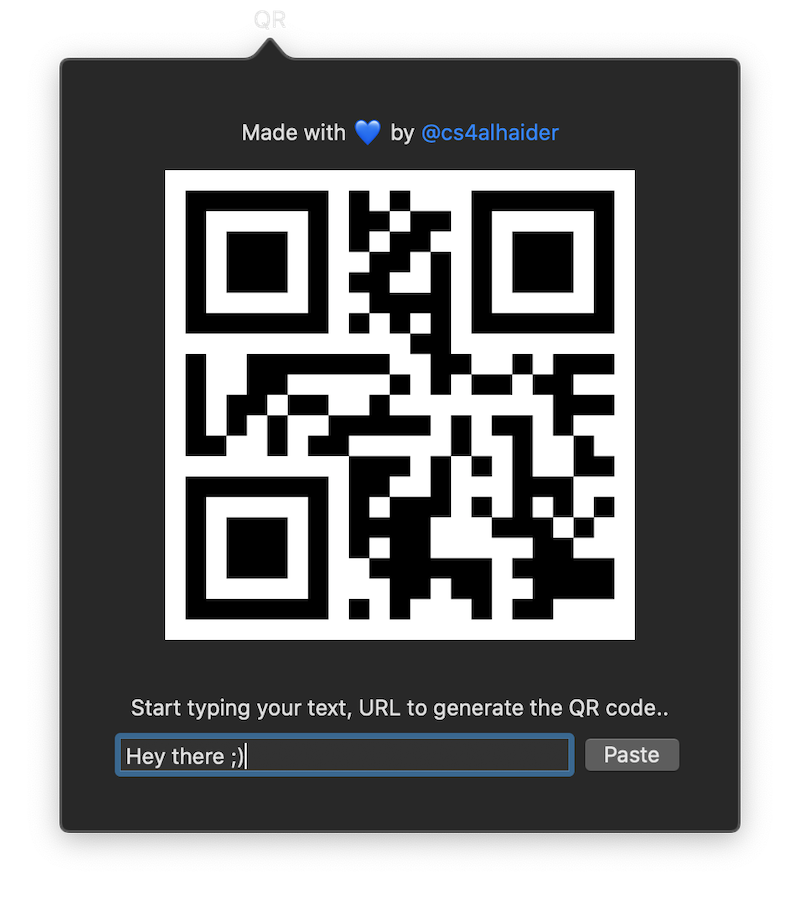 QR
Made with 💙 by @cs4alhaider
Start typing your text, URL to generate the QR code..
Hey there ;)
Paste